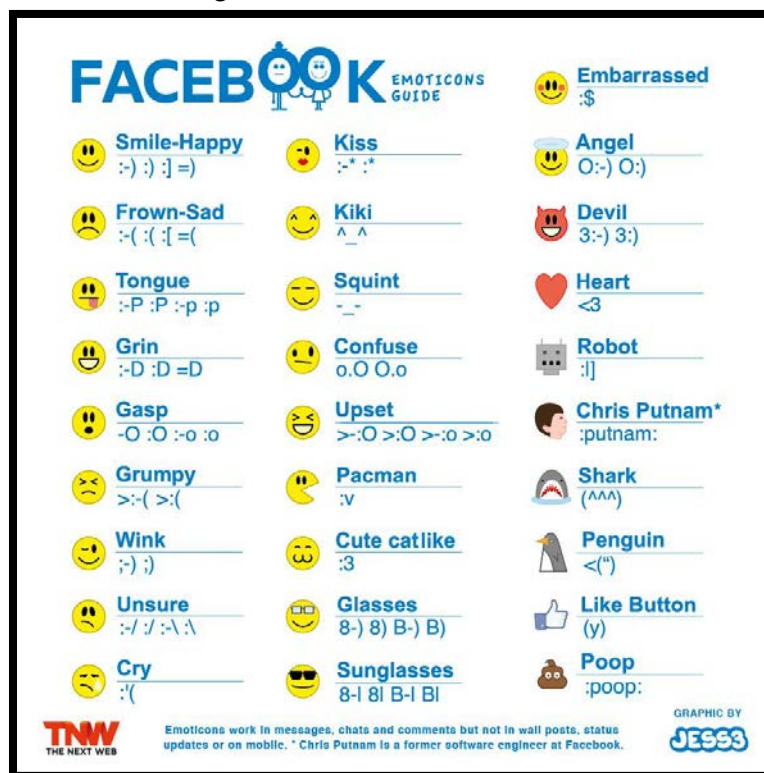 FACEBOOK EMOTICONS
GUIDE
Smile-Happy
:-) :) :] =)
Frown-Sad
:-( :( :[ =(
Tongue
:-P :P :-p :p
Grin
:-D :D =D
Gasp
-O :O :-o :o
Grumpy
>:-( >:(
Wink
;-) ;)
Unsure
:-/ :/ :-\ :\
Cry
:'(
Kiss
:-* :*
Kiki
^_^
Squint
-_-
Confuse
o.O O.o
Upset
>-:O >:O >-:o >:o
Pacman
:v
Cute catlike
:3
Glasses
8-) 8) B-) B)
Sunglasses
8-l 8l B-l Bl
Embarrassed
:$
Angel
O:-) O:)
Devil
3:-) 3:)
Heart
<3
Robot
:l]
Chris Putnam*
:putnam:
Shark
(^^^)
Penguin
<(“)
Like Button
(y)
Poop
:poop:
TNW
THE NEXT WEB
Emoticons work in messages, chats and comments but not in wall posts, status
updates or on mobile. * Chris Putnam is a former software engineer at Facebook.
GRAPHIC BY
JESS3